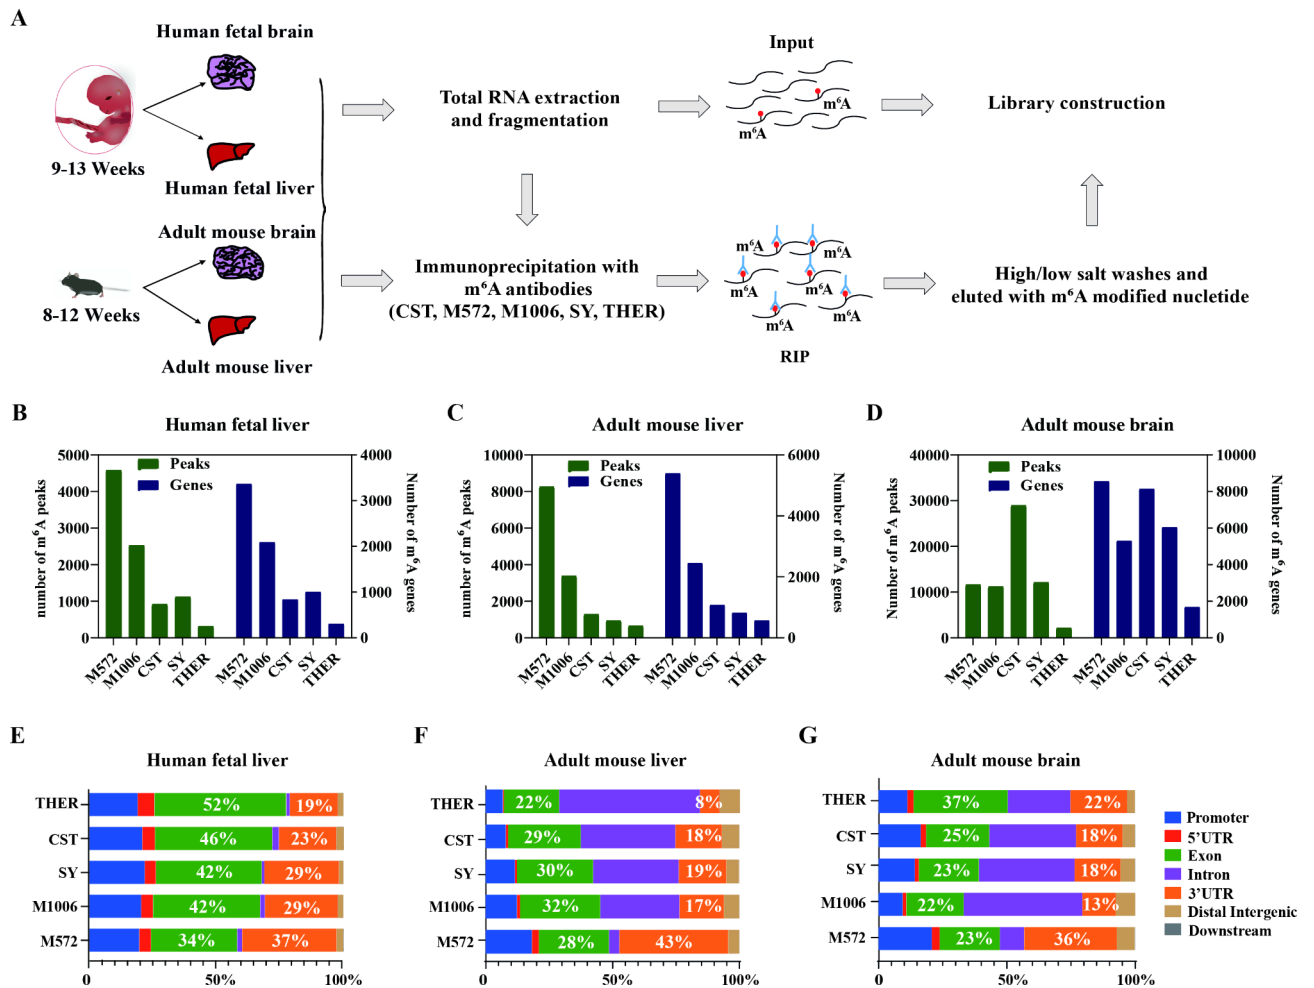 A
Human fetal brain
9-13 Weeks
Human fetal liver
Adult mouse brain
8-12 Weeks
Adult mouse liver
Total RNA extraction
and fragmentation
Input
m⁶A
m⁶A
Library construction
Immunoprecipitation with
m⁶A antibodies
(CST, M572, M1006, SY, THER)
m⁶A
m⁶A
m⁶A
m⁶A
m⁶A
m⁶A
RIP
High/low salt washes and
eluted with m⁶A modified nucletide
B
Human fetal liver
number of m⁶A peaks
5000
4000
3000
2000
1000
0
Peaks
Genes
4000
3000
2000
1000
0
Number of m⁶A genes
M572
M1006
CST
SY
THER
M572
M1006
CST
SY
THER
C
Adult mouse liver
number of m⁶A peaks
10000
8000
6000
4000
2000
0
Peaks
Genes
6000
4000
2000
0
Number of m⁶A genes
M572
M1006
CST
SY
THER
M572
M1006
CST
SY
THER
D
Adult mouse brain
Number of m⁶A peaks
40000
30000
20000
10000
0
Peaks
Genes
10000
8000
6000
4000
2000
0
Number of m⁶A genes
M572
M1006
CST
SY
THER
M572
M1006
CST
SY
THER
E
Human fetal liver
THER 52% 19%
CST 46% 23%
SY 42% 29%
M1006 42% 29%
M572 34% 37%
0 50% 100%
F
Adult mouse liver
THER 22% 8%
CST 29% 18%
SY 30% 19%
M1006 32% 17%
M572 28% 43%
0 50% 100%
G
Adult mouse brain
THER 37% 22%
CST 25% 18%
SY 23% 18%
M1006 22% 13%
M572 23% 36%
0 50% 100%
Promoter
5'UTR
Exon
Intron
3'UTR
Distal Intergenic
Downstream